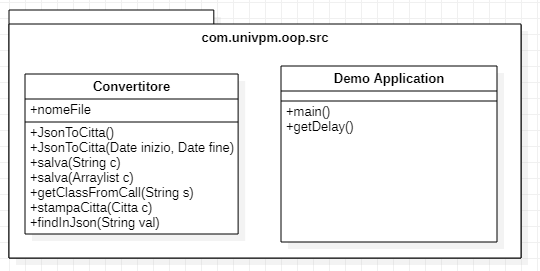 com.univpm.oop.src
Convertitore
+nomeFile
+JsonToCitta()
+JsonToCitta(Date inizio, Date fine)
+salva(String c)
+salva(Arraylist c)
+getClassFromCall(String s)
+stampaCitta(Citta c)
+findInJson(String val)
Demo Application
+main()
+getDelay()